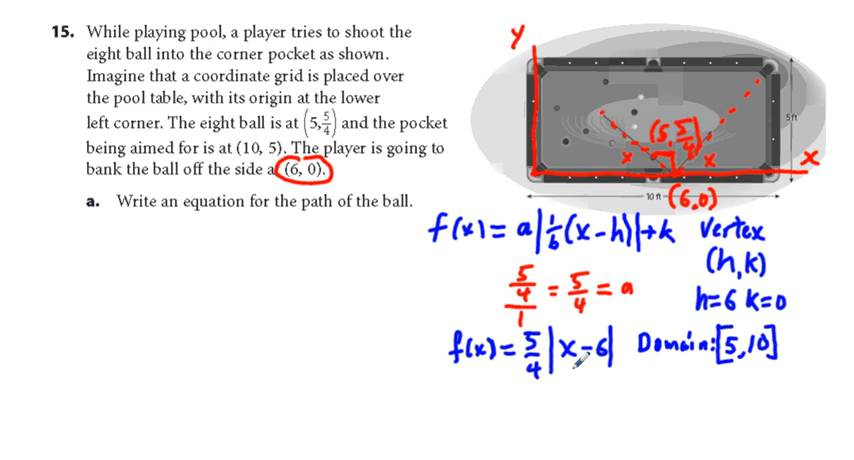 15. While playing pool, a player tries to shoot the
eight ball into the corner pocket as shown.
Imagine that a coordinate grid is placed over
the pool table, with its origin at the lower
left corner. The eight ball is at (5, 5/4) and the pocket
being aimed for is at (10, 5). The player is going to
bank the ball off the side a (6, 0).
a. Write an equation for the path of the ball.
Y
(5, 5/4)
x
x
X
5 ft
10 ft
(6,0)
f(x) = a|1/b(x-h)|+k Vertex
(h,k)
h=6 k=0
5/4/1 = 5/4 = a
f(x) = 5/4 |x-6| Domain: [5,10]